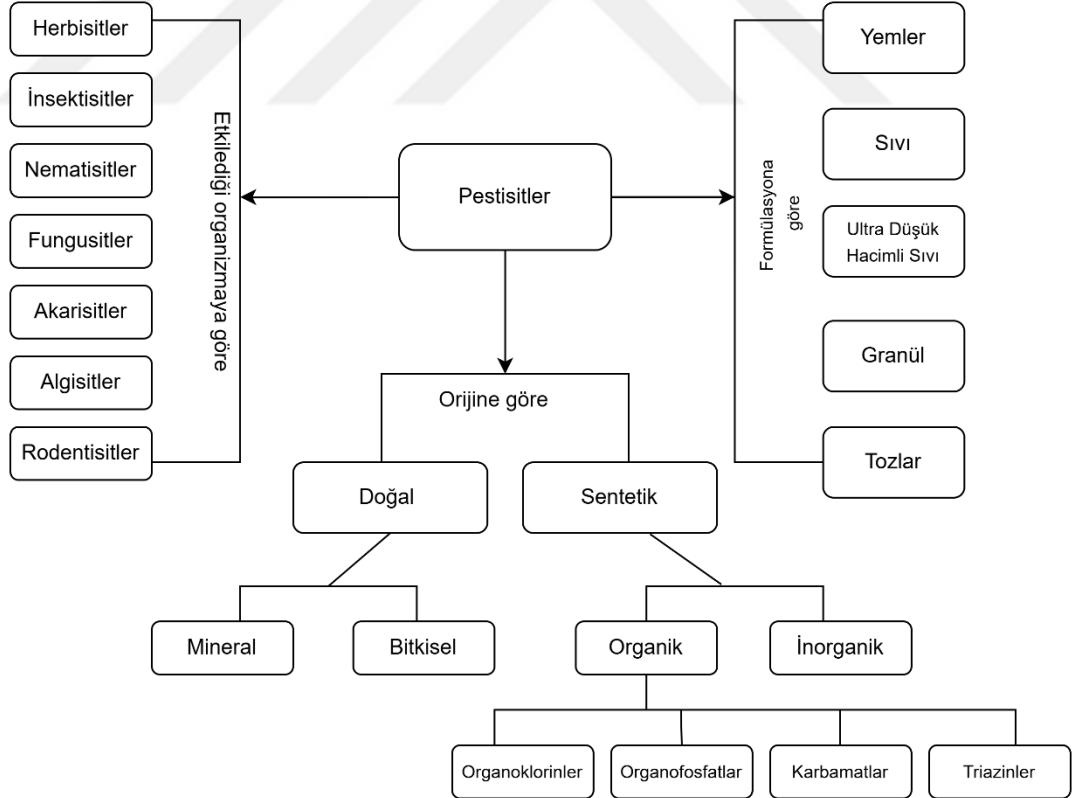 Herbisitler
İnsektisitler
Nematisitler
Fungusitler
Akarisitler
Algisitler
Rodentisitler
Etkilediği organizmaya göre
Pestisitler
Formülasyona
göre
Yemler
Sıvı
Ultra Düşük
Hacimli Sıvı
Granül
Tozlar
Orijine göre
Doğal
Sentetik
Mineral
Bitkisel
Organik
İnorganik
Organoklorinler
Organofosfatlar
Karbamatlar
Triazinler